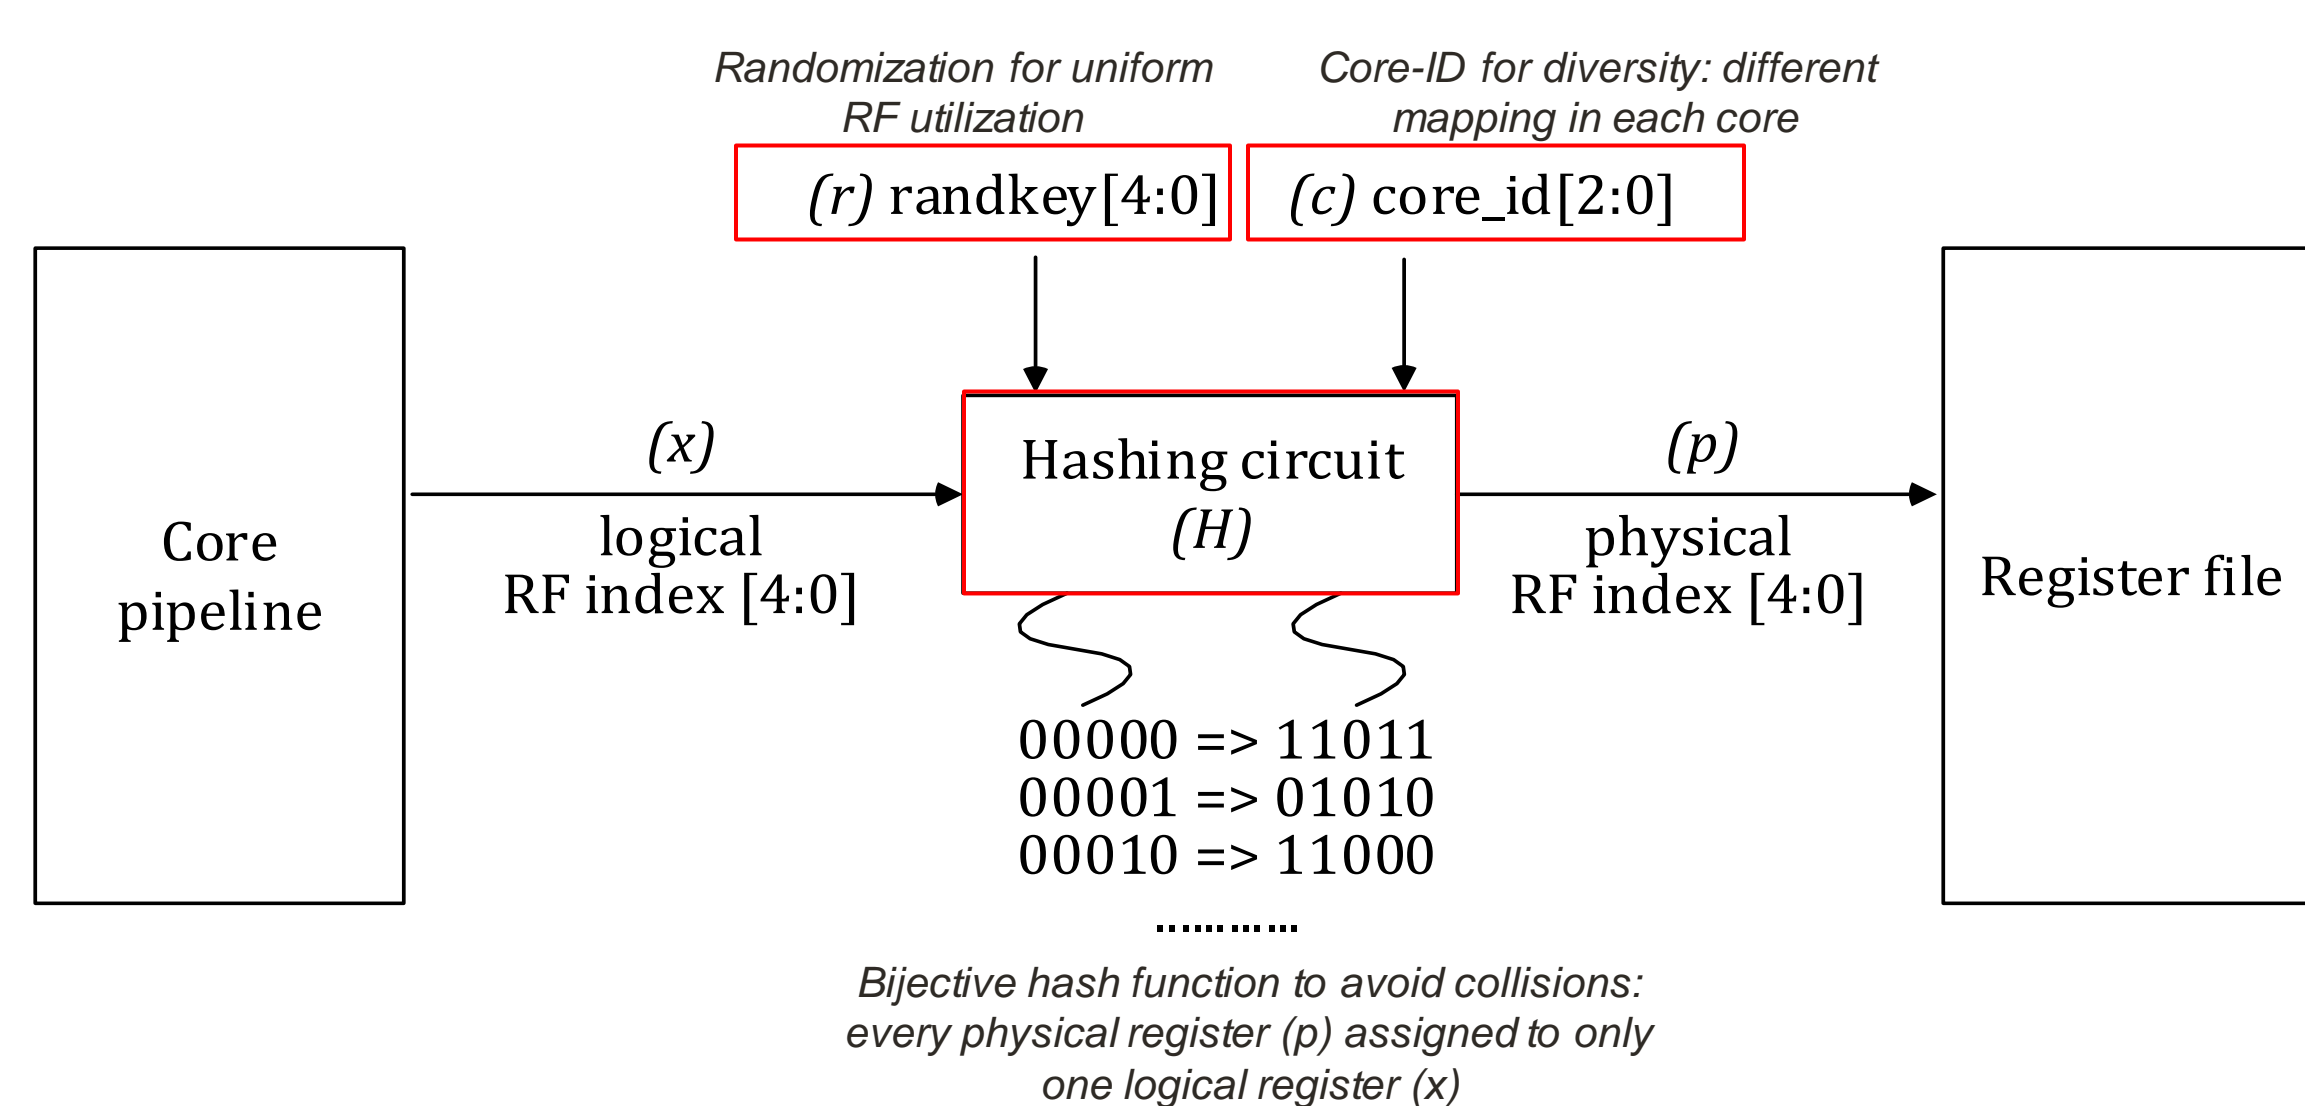 Randomization for uniform
RF utilization
Core-ID for diversity: different
mapping in each core
(r) randkey[4:0]
(c) core_id[2:0]
Core
pipeline
(x)
logical
RF index [4:0]
Hashing circuit
(H)
(p)
physical
RF index [4:0]
Register file
00000 => 11011
00001 => 01010
00010 => 11000
............
Bijective hash function to avoid collisions:
every physical register (p) assigned to only
one logical register (x)